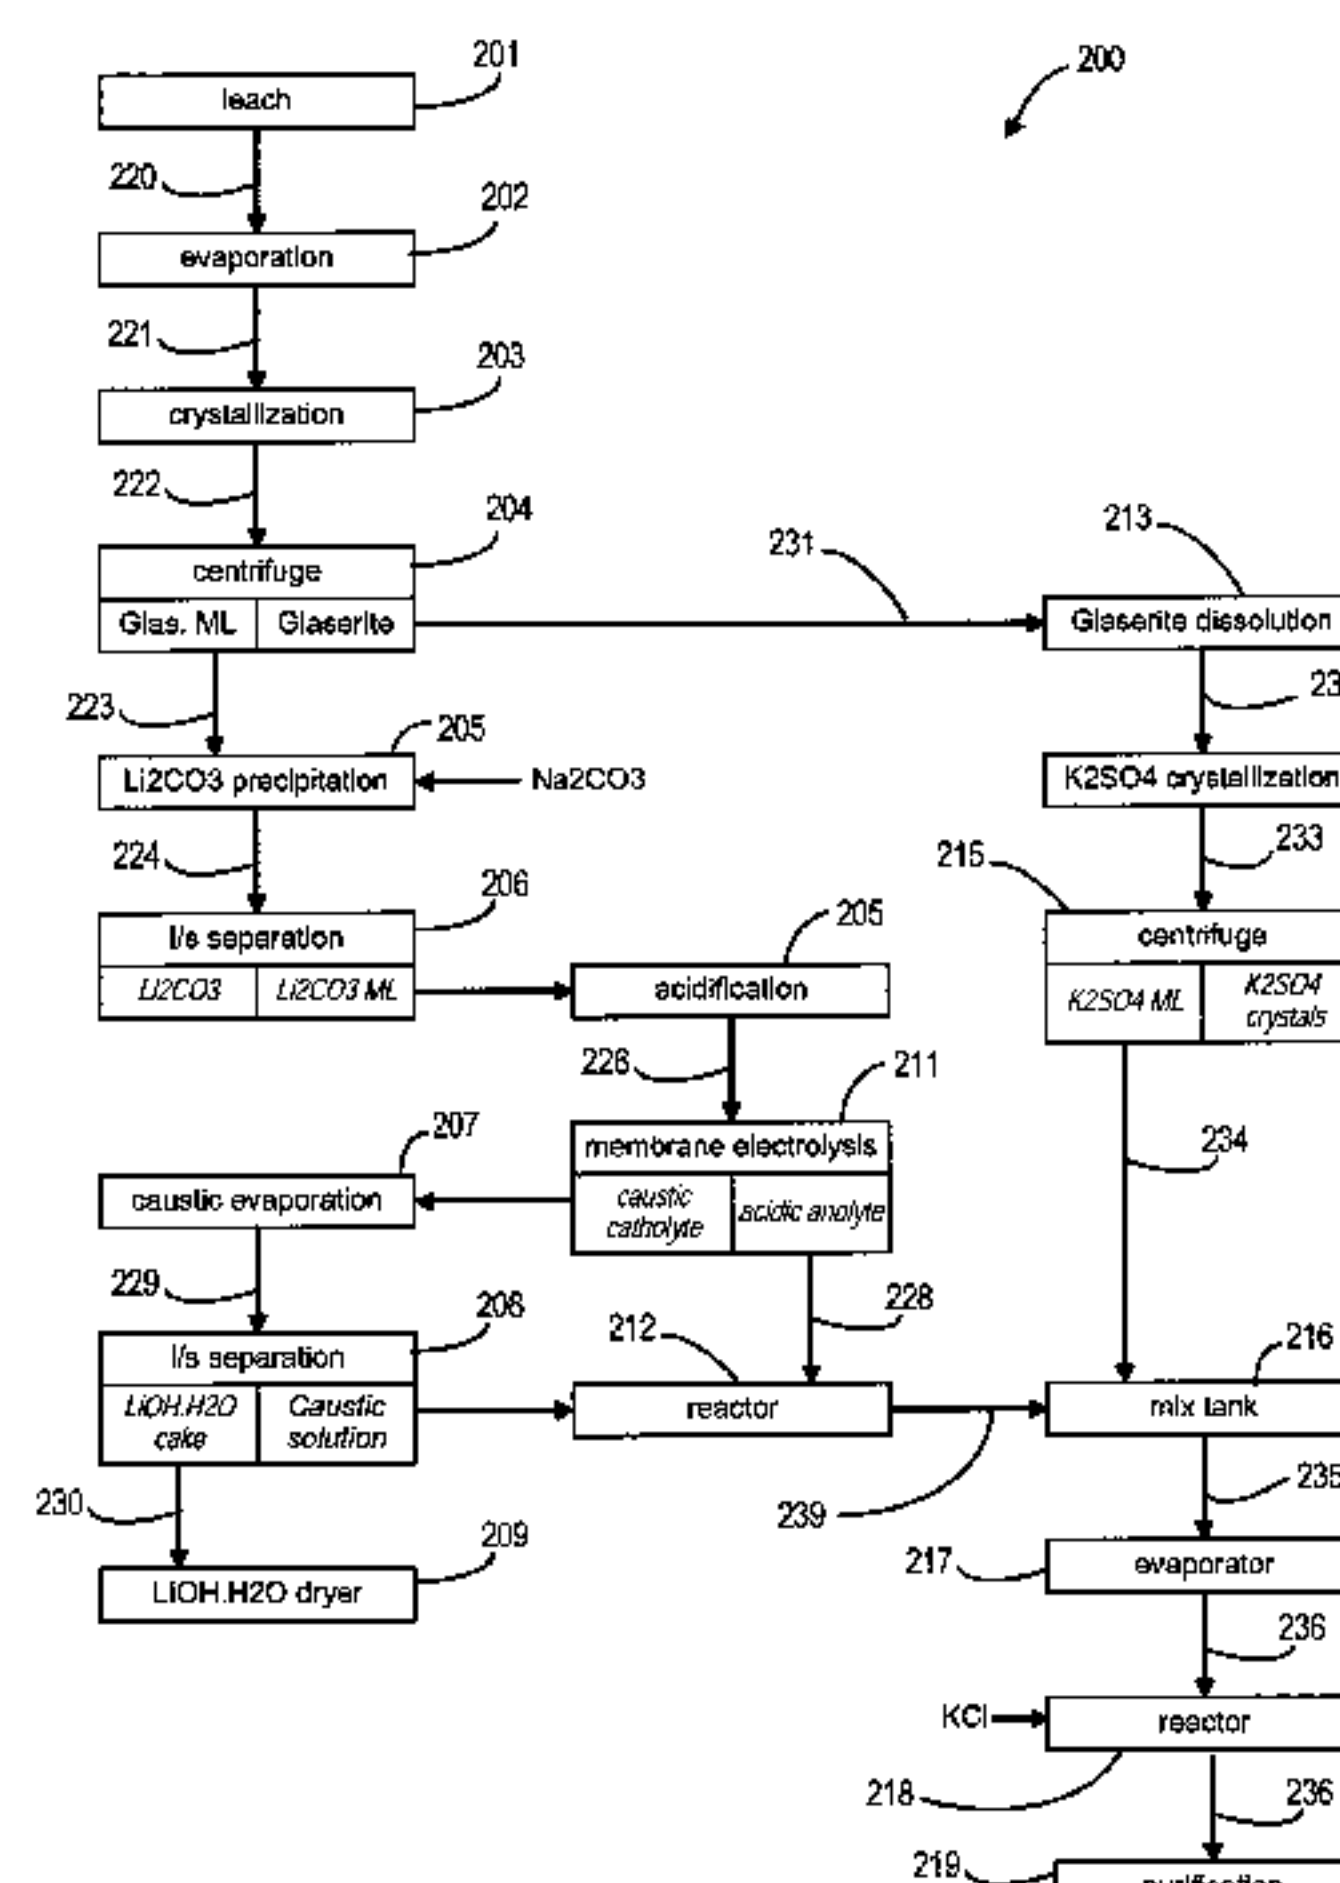 201
200
leach
220
202
evaporation
221
203
crystallization
222
204
213
231
centrifuge
Glas. ML
Glaserite
Glaserite dissolution
223
205
23
Li2CO3 precipitation
Na2CO3
K2SO4 crystallization
224
206
215
233
205
l/s separation
centrifuge
Li2CO3
Li2CO3 ML
acidification
K2SO4 ML
K2SO4
crystals
226
211
207
membrane electrolysis
234
caustic evaporation
caustic
catholyte
acidic anolyte
229
208
228
212
216
l/s separation
LiOH.H2O
cake
Caustic
solution
reactor
mix tank
230
239
235
209
217
evaporator
LiOH.H2O dryer
236
KCl
reactor
218
236
219
purification